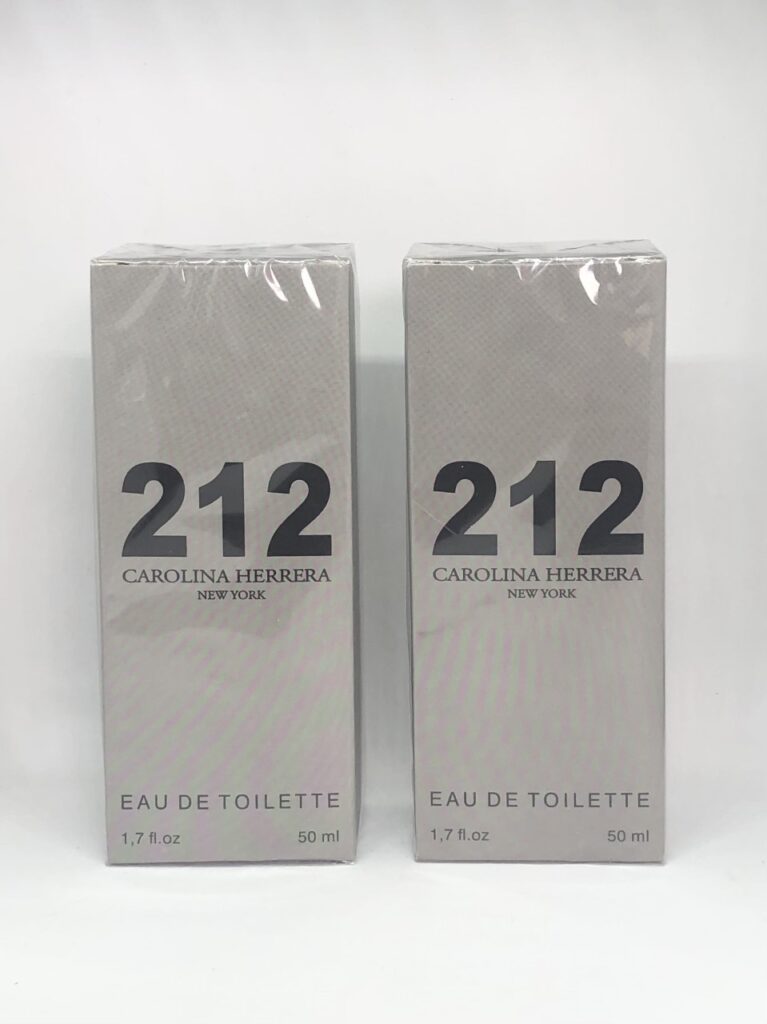 212
CAROLINA HERRERA
NEW YORK
EAU DE TOILETTE
1,7 fl.oz 50 ml
212
CAROLINA HERRERA
NEW YORK
EAU DE TOILETTE
1,7 fl.oz 50 ml